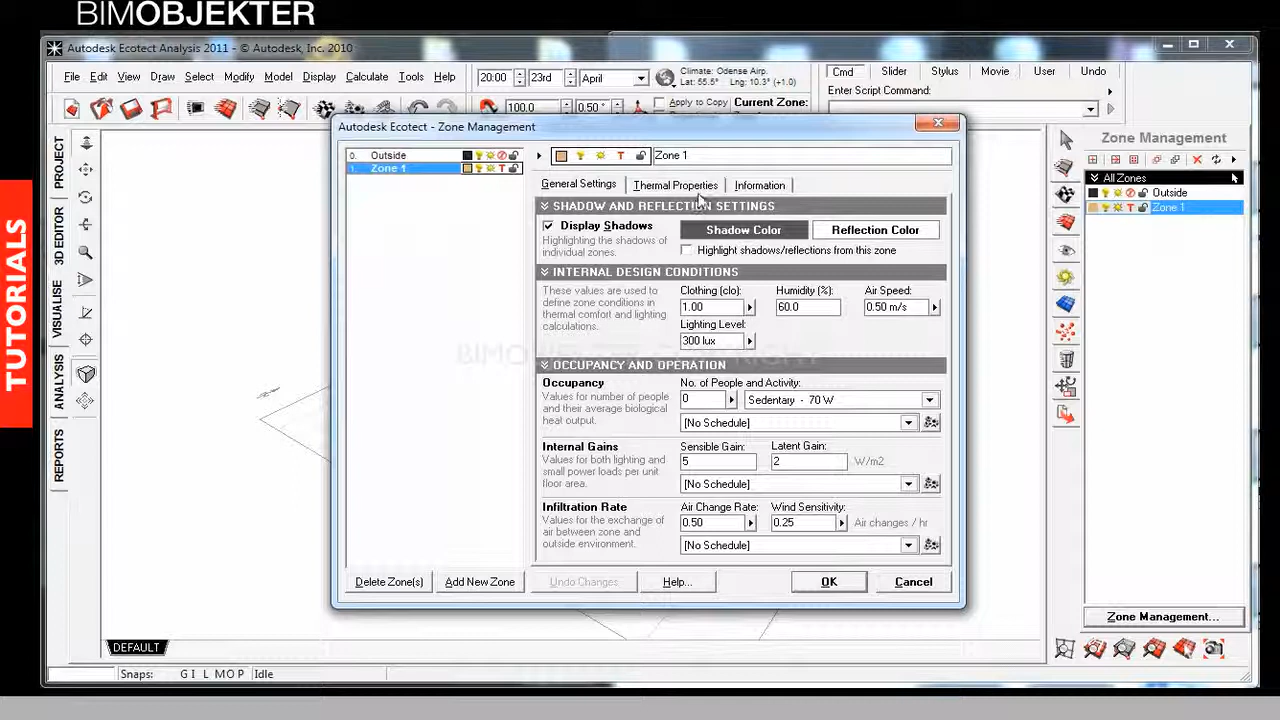 BIMOBJEKTER
TUTORIALS
Autodesk Ecotect Analysis 2011 - © Autodesk, Inc. 2010
File Edit View Draw Select Modify Model Display Calculate Tools Help
20:00 23rd April
Climate: Odense Airp.
Lat: 55.5° Lng: 10.3° (+1.0)
Cmd Slider Stylus Movie User Undo
Enter Script Command:
100.0 0.50 ° Apply to Copy Current Zone:
PROJECT
3D EDITOR
VISUALISE
ANALYSIS
REPORTS
Autodesk Ecotect - Zone Management
0. Outside
1. Zone 1
Zone 1
General Settings Thermal Properties Information
SHADOW AND REFLECTION SETTINGS
Display Shadows
Highlighting the shadows of
individual zones.
Shadow Color Reflection Color
Highlight shadows/reflections from this zone
INTERNAL DESIGN CONDITIONS
These values are used to
define zone conditions in
thermal comfort and lighting
calculations.
Clothing (clo): Humidity (%): Air Speed:
1.00 60.0 0.50 m/s
Lighting Level:
300 lux
OCCUPANCY AND OPERATION
Occupancy
Values for number of people
and their average biological
heat output.
No. of People and Activity:
0 Sedentary - 70 W
[No Schedule]
Internal Gains
Values for both lighting and
small power loads per unit
floor area.
Sensible Gain: Latent Gain:
5 2 W/m2
[No Schedule]
Infiltration Rate
Values for the exchange of
air between zone and
outside environment.
Air Change Rate: Wind Sensitivity:
0.50 0.25 Air changes / hr
[No Schedule]
Delete Zone(s) Add New Zone Undo Changes Help... OK Cancel
Zone Management
All Zones
Outside
Zone 1
Zone Management...
DEFAULT
Snaps: G I L M O P Idle